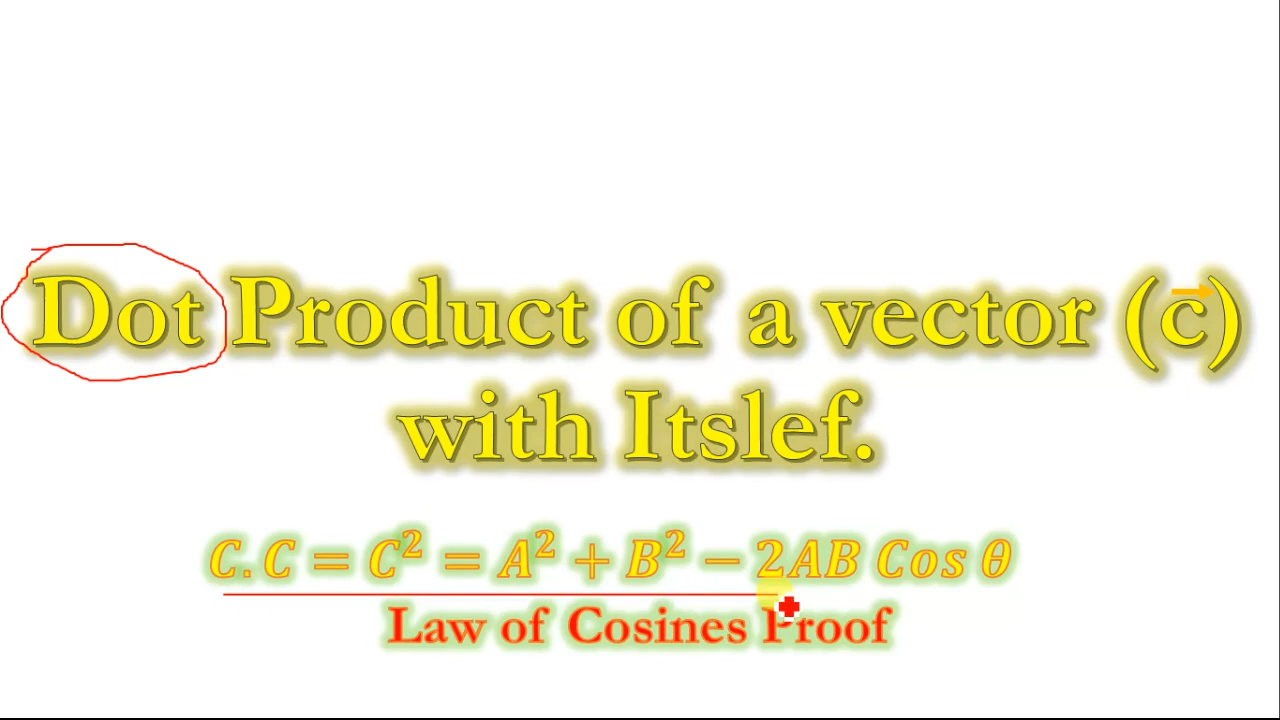 Dot Product of a vector (c⃗)
with Itslef.
C.C = C² = A² + B² − 2AB Cos θ
Law of Cosines Proof